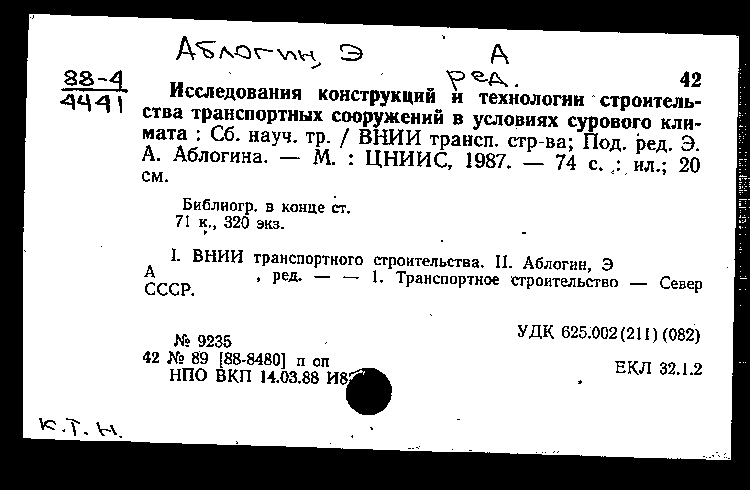 Аблогин, Э А
ред.
88-4
4441
42
Исследования конструкций и технологии строитель-
ства транспортных сооружений в условиях сурового кли-
мата : Сб. науч. тр. / ВНИИ трансп. стр-ва; Под. ред. Э.
А. Аблогина. — М. : ЦНИИС, 1987. — 74 с. : ил.; 20
см.
Библиогр. в конце ст.
71 к., 320 экз.
I. ВНИИ транспортного строительства. II. Аблогин, Э
А , ред. — — 1. Транспортное строительство — Север
СССР.
УДК 625.002(211)(082)
№ 9235
42 № 89 [88-8480] п оп
ЕКЛ 32.1.2
НПО ВКП 14.03.88
К.Т.Н.